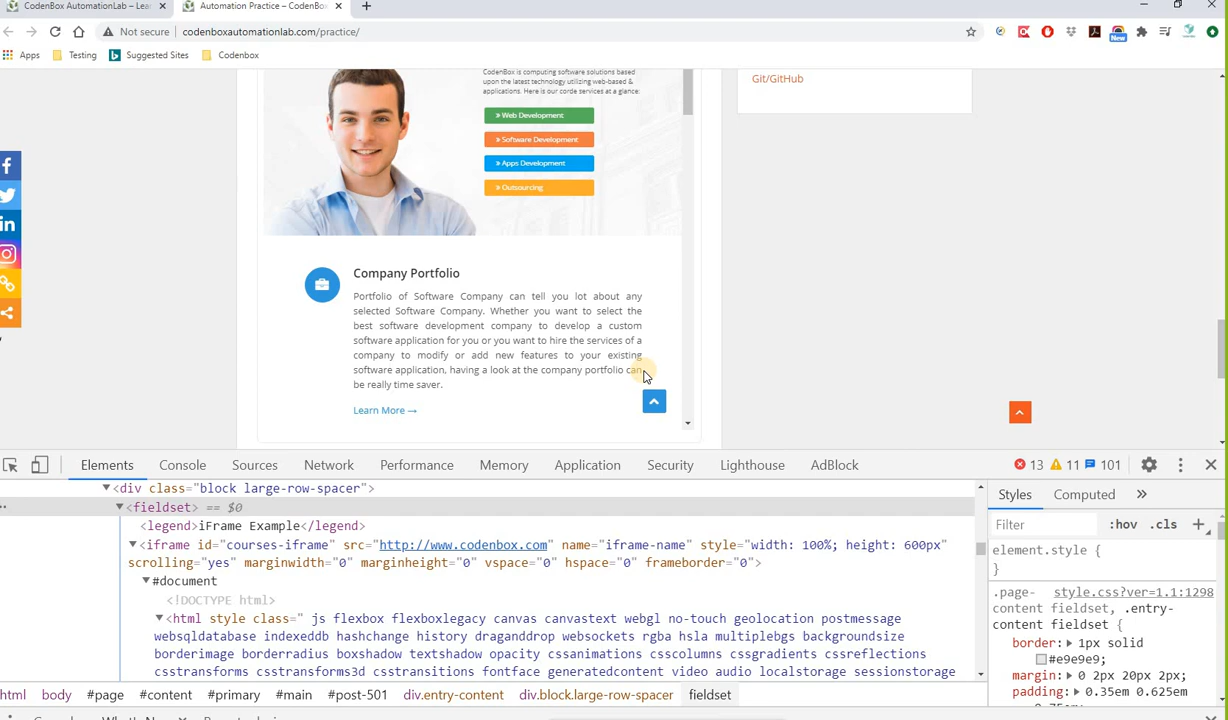 CodenBox AutomationLab – Lea
Automation Practice – CodenBo
Not secure
codenboxautomationlab.com/practice/
New
Apps
Testing
Suggested Sites
Codenbox
CodenBox is computing software solutions based
upon the latest technology utilizing web-based &
applications. Here is our corde services at a glance:
» Web Development
» Software Development
» Apps Development
» Outsourcing
Git/GitHub
Company Portfolio
Portfolio of Software Company can tell you lot about any
selected Software Company. Whether you want to select the
best software development company to develop a custom
software application for you or you want to hire the services of a
company to modify or add new features to your existing
software application, having a look at the company portfolio can
be really time saver.
Learn More →
Elements
Console
Sources
Network
Performance
Memory
Application
Security
Lighthouse
AdBlock
13
11
101
<div class="block large-row-spacer">
<fieldset> == $0
<legend>iFrame Example</legend>
<iframe id="courses-iframe" src="http://www.codenbox.com" name="iframe-name" style="width: 100%; height: 600px"
scrolling="yes" marginwidth="0" marginheight="0" vspace="0" hspace="0" frameborder="0">
#document
<!DOCTYPE html>
<html style class=" js flexbox flexboxlegacy canvas canvastext webgl no-touch geolocation postmessage
websqldatabase indexeddb hashchange history draganddrop websockets rgba hsla multiplebgs backgroundsize
borderimage borderradius boxshadow textshadow opacity cssanimations csscolumns cssgradients cssreflections
csstransforms csstransforms3d csstransitions fontface generatedcontent video audio localstorage sessionstorage
Styles
Computed
»
Filter
:hov
.cls
element.style {
}
.page-
style.css?ver=1.1:1298
content fieldset, .entry-
content fieldset {
border: 1px solid
#e9e9e9;
margin: 0 2px 20px 2px;
padding: 0.35em 0.625em
html
body
#page
#content
#primary
#main
#post-501
div.entry-content
div.block.large-row-spacer
fieldset